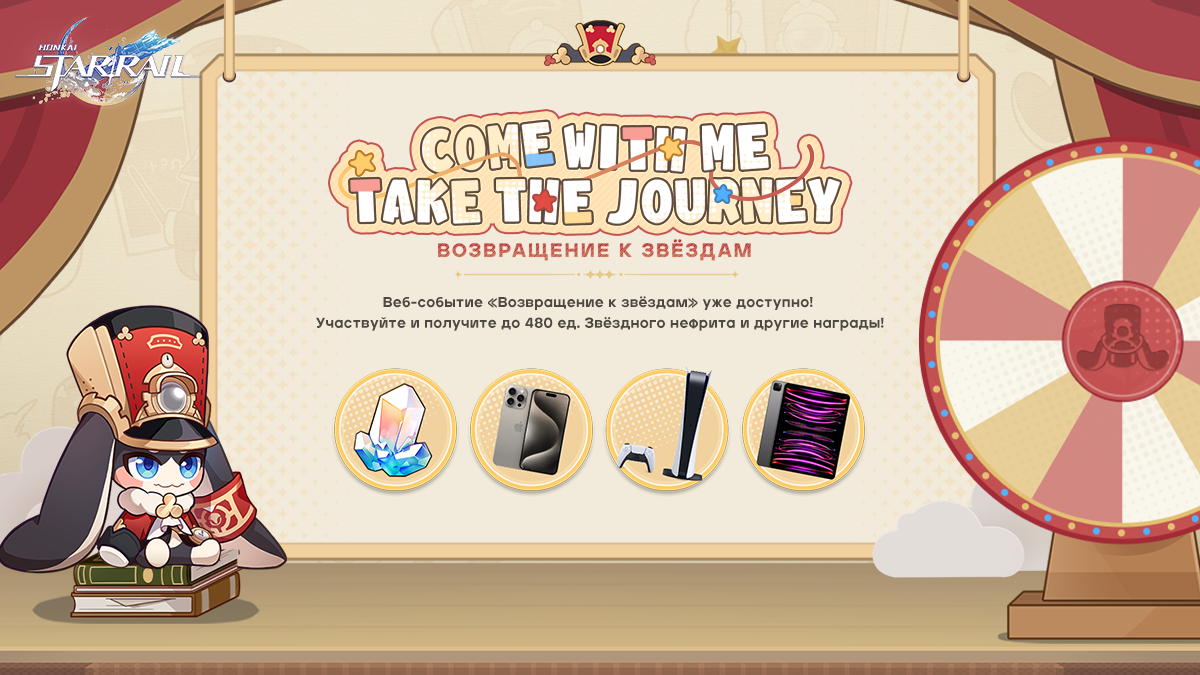 HONKAI
STAR RAIL
COME WITH ME
TAKE THE JOURNEY
ВОЗВРАЩЕНИЕ К ЗВЁЗДАМ
Веб-событие «Возвращение к звёздам» уже доступно!
Участвуйте и получите до 480 ед. Звёздного нефрита и другие награды!